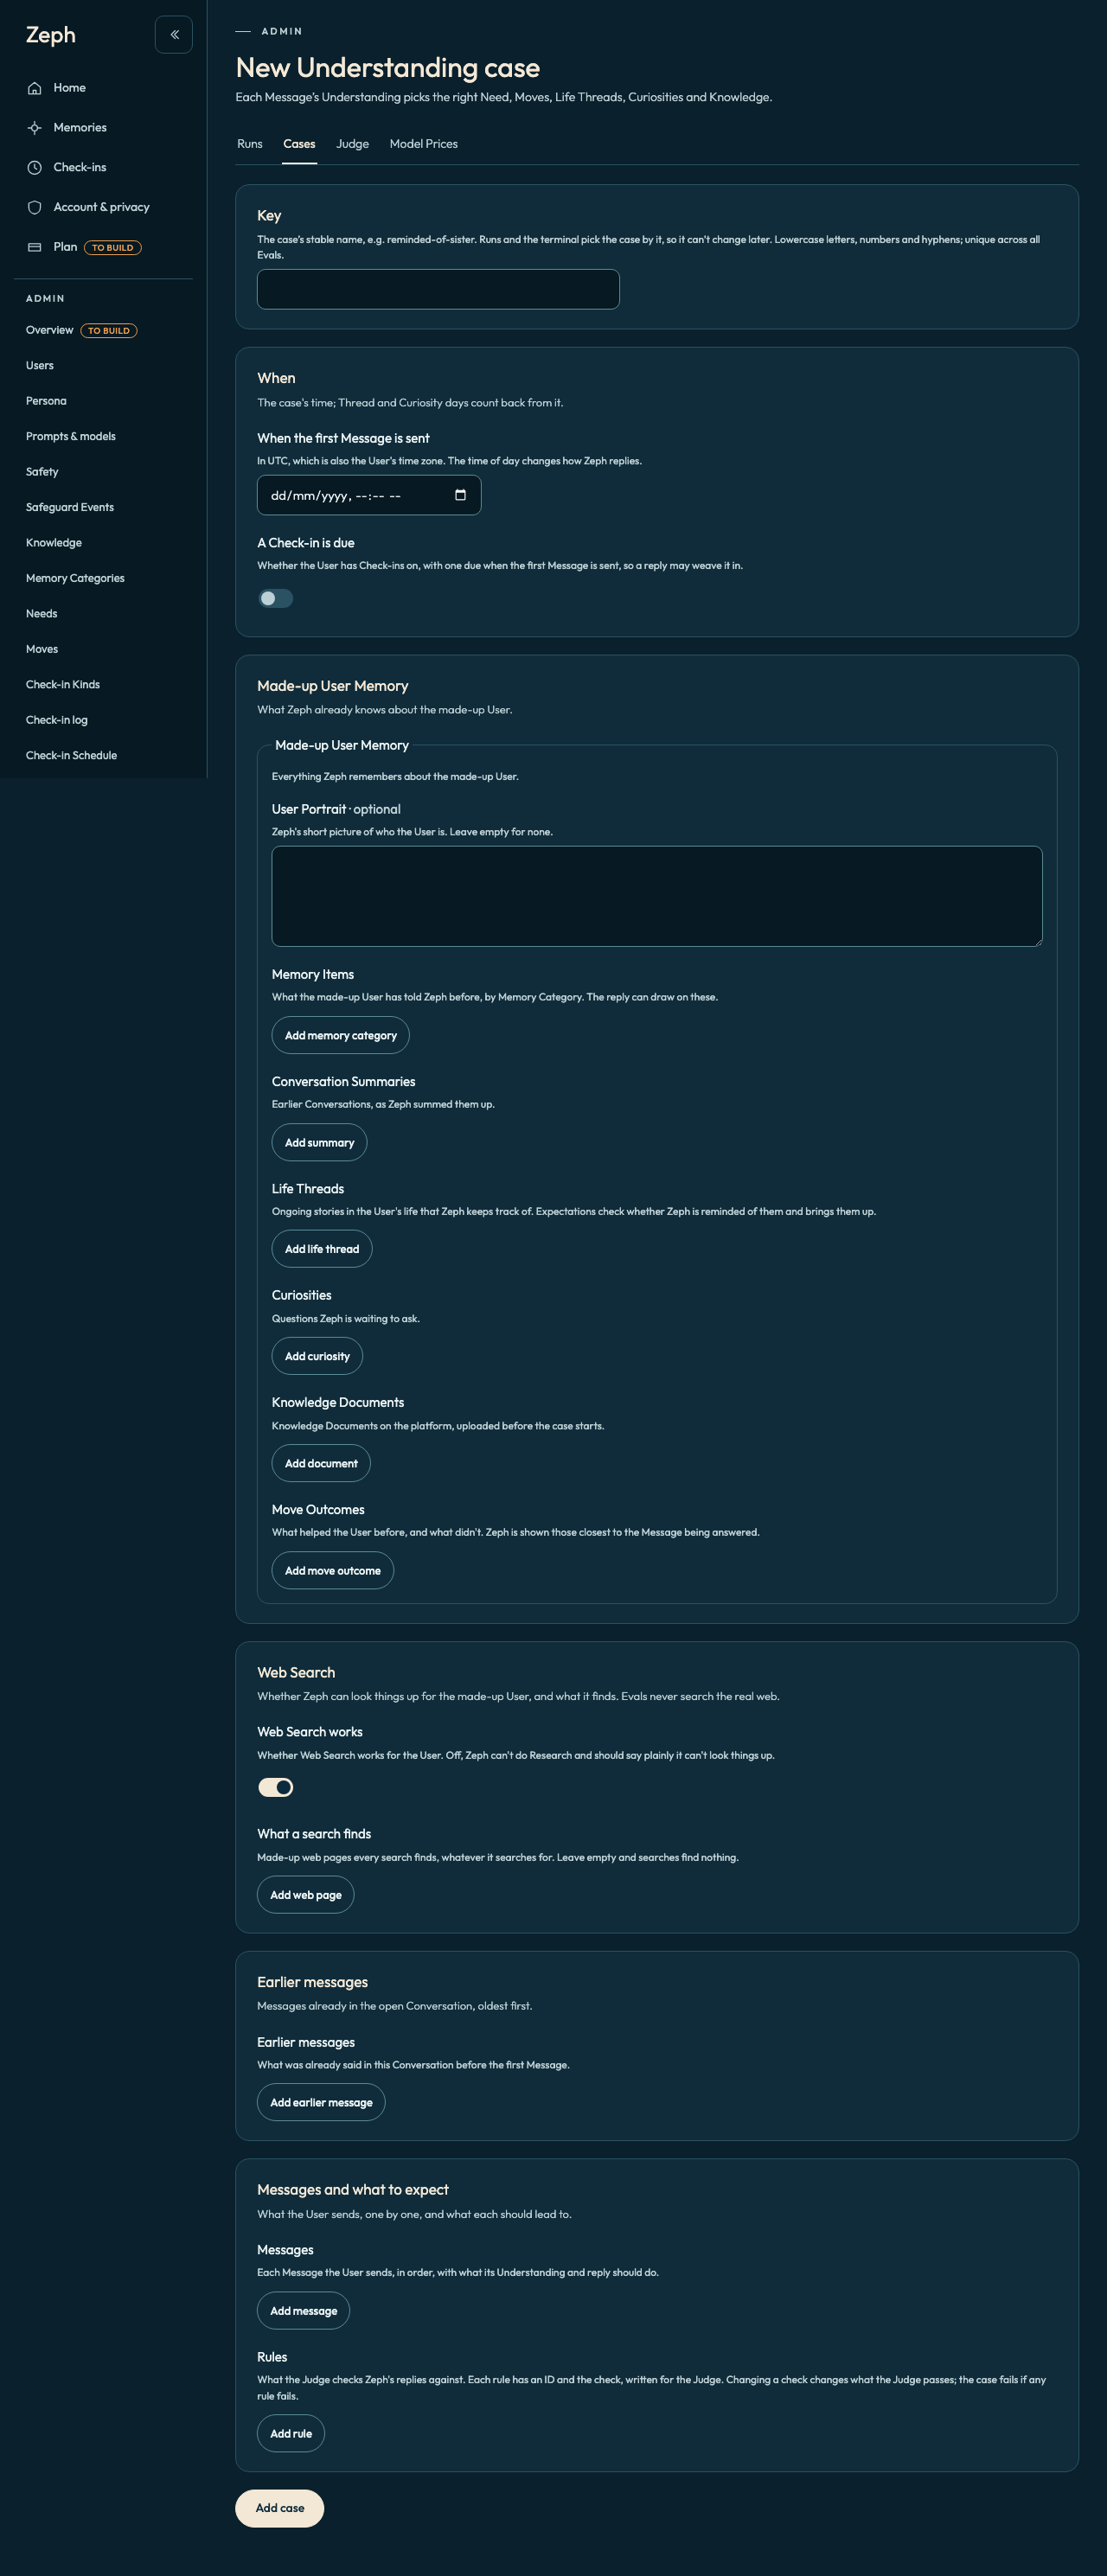 Zeph
Home
Memories
Check-ins
Account & privacy
Plan TO BUILD
ADMIN
Overview TO BUILD
Users
Persona
Prompts & models
Safety
Safeguard Events
Knowledge
Memory Categories
Needs
Moves
Check-in Kinds
Check-in log
Check-in Schedule
ADMIN
New Understanding case
Each Message's Understanding picks the right Need, Moves, Life Threads, Curiosities and Knowledge.
Runs Cases Judge Model Prices
Key
The case's stable name, e.g. reminded-of-sister. Runs and the terminal pick the case by it, so it can't change later. Lowercase letters, numbers and hyphens; unique across all
Evals.
When
The case's time; Thread and Curiosity days count back from it.
When the first Message is sent
In UTC, which is also the User's time zone. The time of day changes how Zeph replies.
dd/mm/yyyy, --:-- --
A Check-in is due
Whether the User has Check-ins on, with one due when the first Message is sent, so a reply may weave it in.
Made-up User Memory
What Zeph already knows about the made-up User.
Made-up User Memory
Everything Zeph remembers about the made-up User.
User Portrait · optional
Zeph's short picture of who the User is. Leave empty for none.
Memory Items
What the made-up User has told Zeph before, by Memory Category. The reply can draw on these.
Add memory category
Conversation Summaries
Earlier Conversations, as Zeph summed them up.
Add summary
Life Threads
Ongoing stories in the User's life that Zeph keeps track of. Expectations check whether Zeph is reminded of them and brings them up.
Add life thread
Curiosities
Questions Zeph is waiting to ask.
Add curiosity
Knowledge Documents
Knowledge Documents on the platform, uploaded before the case starts.
Add document
Move Outcomes
What helped the User before, and what didn't. Zeph is shown those closest to the Message being answered.
Add move outcome
Web Search
Whether Zeph can look things up for the made-up User, and what it finds. Evals never search the real web.
Web Search works
Whether Web Search works for the User. Off, Zeph can't do Research and should say plainly it can't look things up.
What a search finds
Made-up web pages every search finds, whatever it searches for. Leave empty and searches find nothing.
Add web page
Earlier messages
Messages already in the open Conversation, oldest first.
Earlier messages
What was already said in this Conversation before the first Message.
Add earlier message
Messages and what to expect
What the User sends, one by one, and what each should lead to.
Messages
Each Message the User sends, in order, with what its Understanding and reply should do.
Add message
Rules
What the Judge checks Zeph's replies against. Each rule has an ID and the check, written for the Judge. Changing a check changes what the Judge passes; the case fails if any
rule fails.
Add rule
Add case